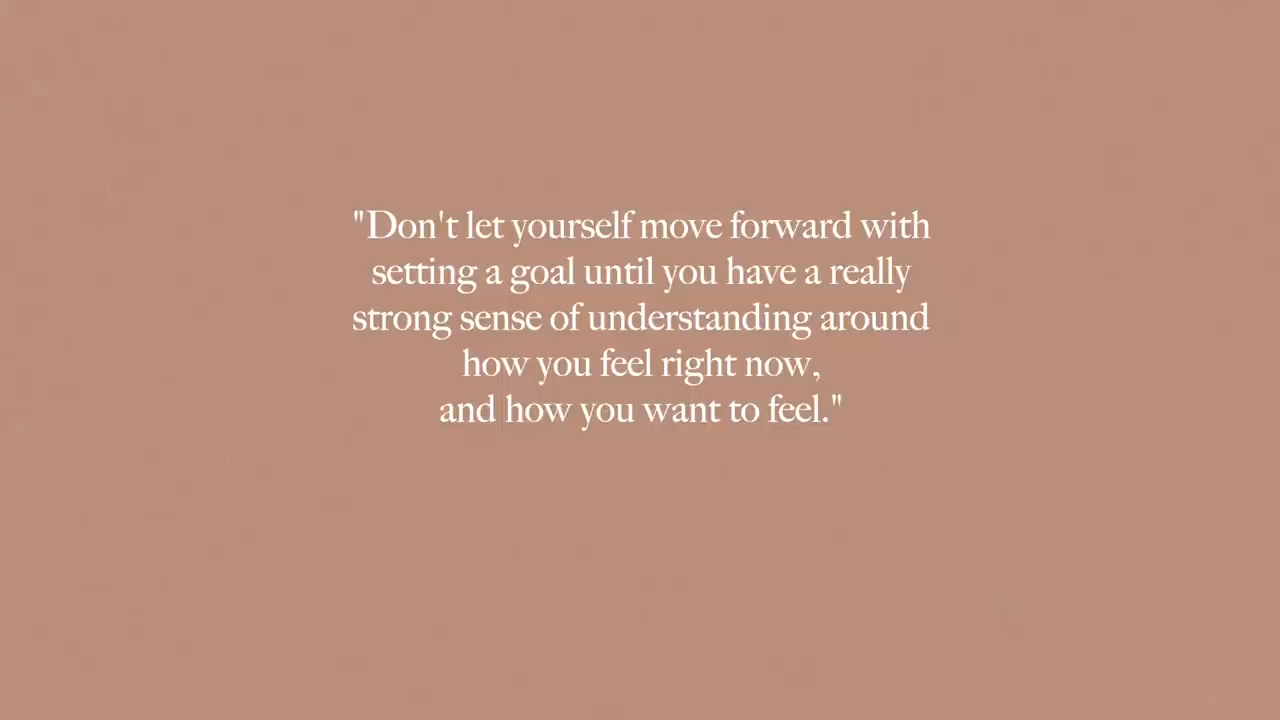 "Don't let yourself move forward with
setting a goal until you have a really
strong sense of understanding around
how you feel right now,
and how you want to feel."